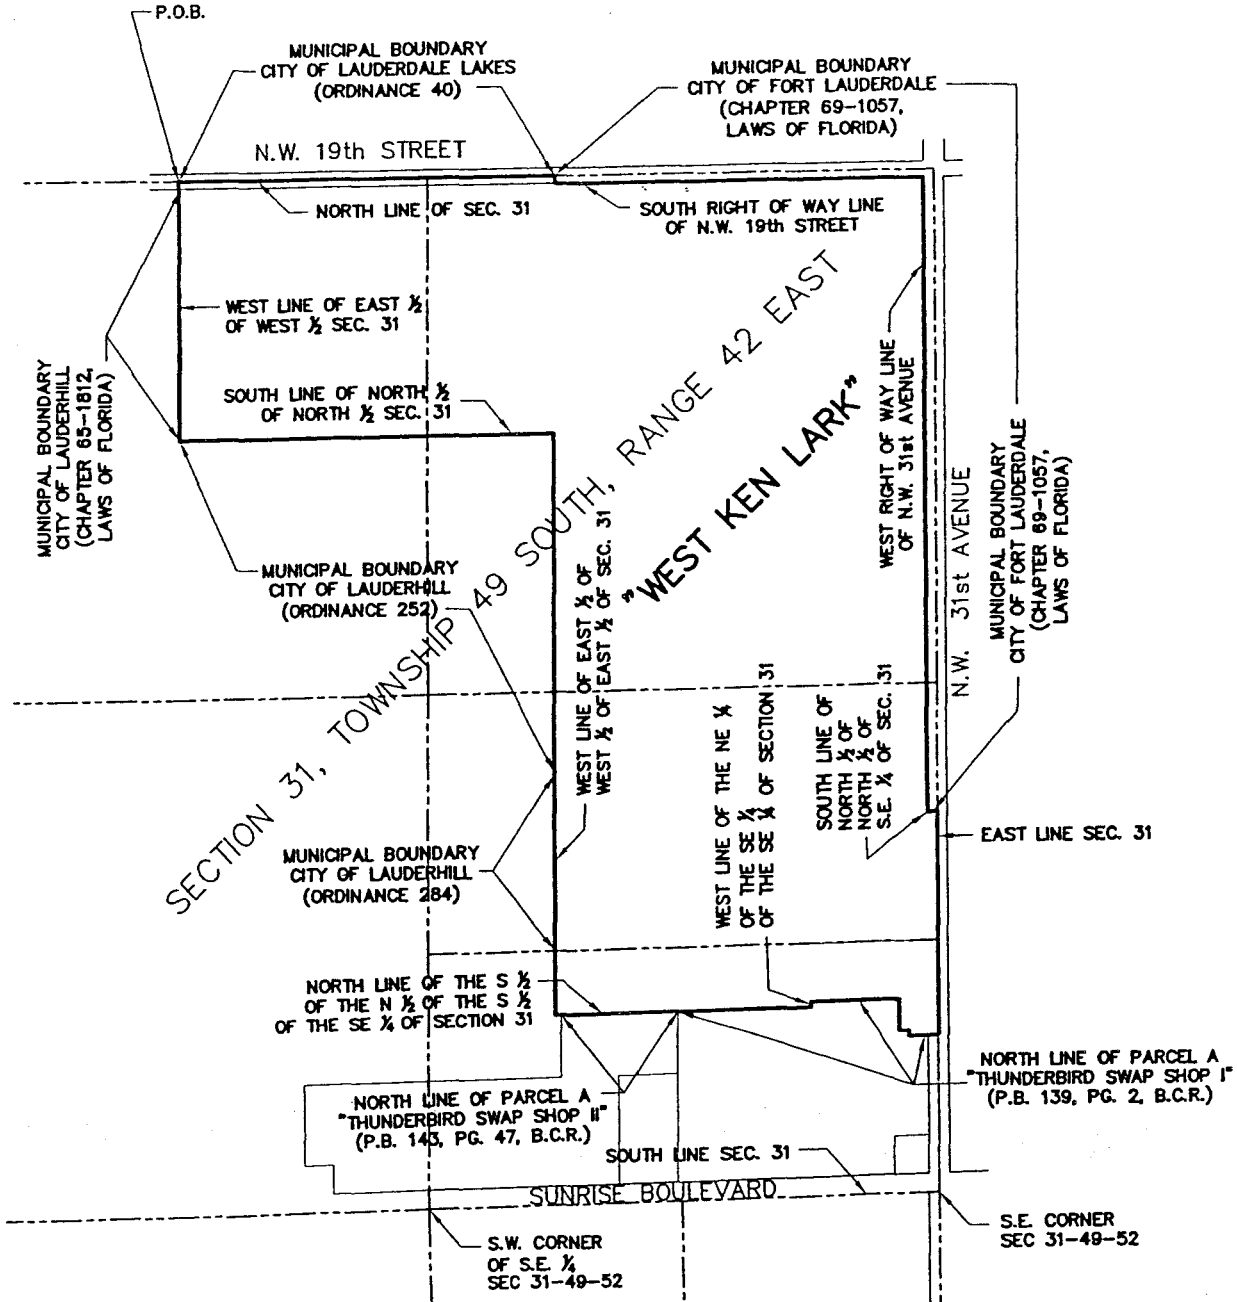 P.O.B.
MUNICIPAL BOUNDARY
CITY OF LAUDERDALE LAKES
(ORDINANCE 40)
MUNICIPAL BOUNDARY
CITY OF FORT LAUDERDALE
(CHAPTER 69-1057,
LAWS OF FLORIDA)
N.W. 19th STREET
NORTH LINE OF SEC. 31
SOUTH RIGHT OF WAY LINE
OF N.W. 19th STREET
WEST LINE OF EAST ½
OF WEST ½ SEC. 31
SOUTH LINE OF NORTH ½
OF NORTH ½ SEC. 31
MUNICIPAL BOUNDARY
CITY OF LAUDERHILL
(CHAPTER 65-1812,
LAWS OF FLORIDA)
SECTION 31, TOWNSHIP 49 SOUTH, RANGE 42 EAST
"WEST KEN LARK"
WEST RIGHT OF WAY LINE
OF N.W. 31st AVENUE
N.W. 31st AVENUE
MUNICIPAL BOUNDARY
CITY OF FORT LAUDERDALE
(CHAPTER 69-1057,
LAWS OF FLORIDA)
MUNICIPAL BOUNDARY
CITY OF LAUDERHILL
(ORDINANCE 252)
WEST LINE OF EAST ½ OF
WEST ½ OF EAST ½ OF SEC. 31
WEST LINE OF THE NE ¼
OF THE SE ¼
OF THE SE ¼ OF SECTION 31
SOUTH LINE OF
NORTH ½ OF
NORTH ½ OF
S.E. ¼ OF SEC. 31
EAST LINE SEC. 31
MUNICIPAL BOUNDARY
CITY OF LAUDERHILL
(ORDINANCE 284)
NORTH LINE OF THE S ½
OF THE N ½ OF THE S ½
OF THE SE ¼ OF SECTION 31
NORTH LINE OF PARCEL A
"THUNDERBIRD SWAP SHOP I"
(P.B. 139, PG. 2, B.C.R.)
NORTH LINE OF PARCEL A
"THUNDERBIRD SWAP SHOP II"
(P.B. 143, PG. 47, B.C.R.)
SOUTH LINE SEC. 31
SUNRISE BOULEVARD
S.E. CORNER
SEC 31-49-52
S.W. CORNER
OF S.E. ¼
SEC 31-49-52